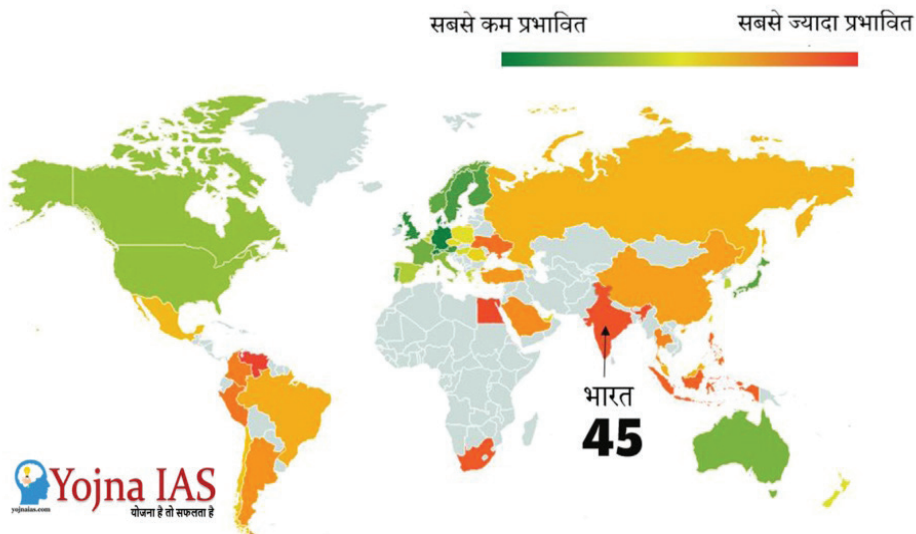 सबसे कम प्रभावित
सबसे ज्यादा प्रभावित
भारत
45
Yojna IAS
yojnaias.com
योजना है तो सफलता है